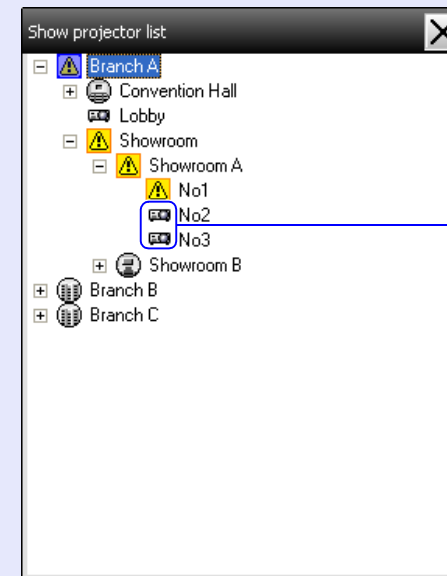 Show projector list
Branch A
Convention Hall
Lobby
Showroom
Showroom A
No1
No2
No3
Showroom B
Branch B
Branch C